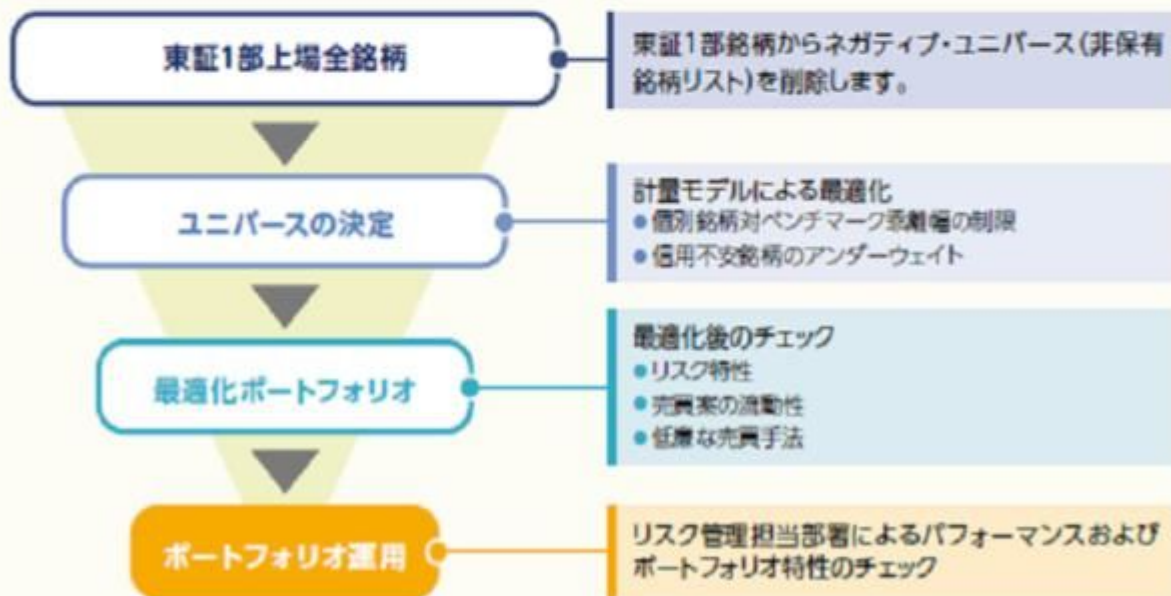 東証1部上場全銘柄
東証1部銘柄からネガティブ・ユニバース（非保有
銘柄リスト）を削除します。
ユニバースの決定
計量モデルによる最適化
●個別銘柄対ベンチマーク乖離幅の制限
●信用不安銘柄のアンダーウェイト
最適化ポートフォリオ
最適化後のチェック
●リスク特性
●売買案の流動性
●低廉な売買手法
ポートフォリオ運用
リスク管理担当部署によるパフォーマンスおよび
ポートフォリオ特性のチェック